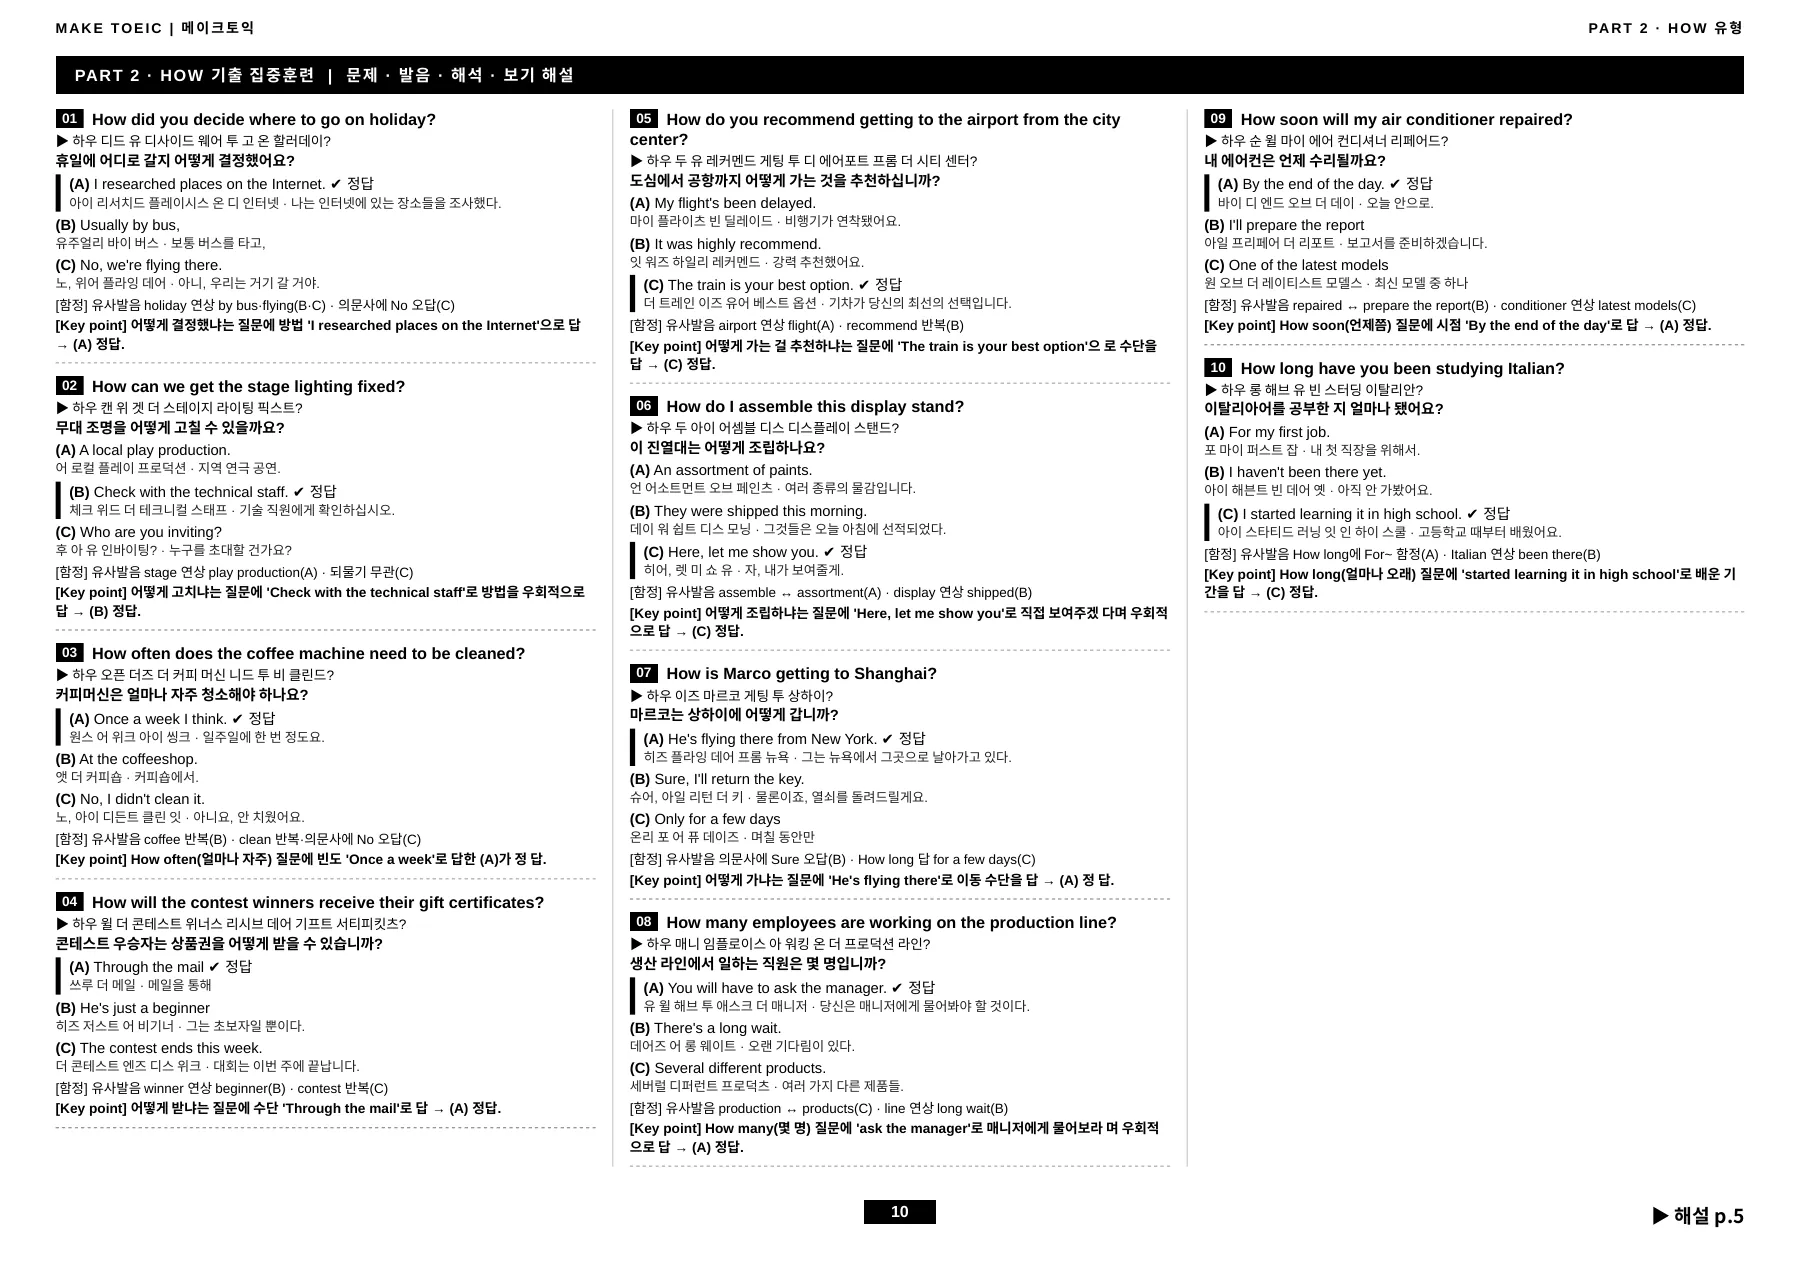 MAKE TOEIC | 메이크토익
PART 2 · HOW 유형
PART 2 · HOW 기출 집중훈련 | 문제 · 발음 · 해석 · 보기 해설
01 How did you decide where to go on holiday?
▶ 하우 디드 유 디사이드 웨어 투 고 온 할러데이?
휴일에 어디로 갈지 어떻게 결정했어요?
(A) I researched places on the Internet. ✔ 정답
아이 리서치드 플레이시스 온 디 인터넷 · 나는 인터넷에 있는 장소들을 조사했다.
(B) Usually by bus,
유주얼리 바이 버스 · 보통 버스를 타고,
(C) No, we're flying there.
노, 위어 플라잉 데어 · 아니, 우리는 거기 갈 거야.
[함정] 유사발음 holiday 연상 by bus·flying(B·C) · 의문사에 No 오답(C)
[Key point] 어떻게 결정했냐는 질문에 방법 'I researched places on the Internet'으로 답
→ (A) 정답.
02 How can we get the stage lighting fixed?
▶ 하우 캔 위 겟 더 스테이지 라이팅 픽스트?
무대 조명을 어떻게 고칠 수 있을까요?
(A) A local play production.
어 로컬 플레이 프로덕션 · 지역 연극 공연.
(B) Check with the technical staff. ✔ 정답
체크 위드 더 테크니컬 스태프 · 기술 직원에게 확인하십시오.
(C) Who are you inviting?
후 아 유 인바이팅? · 누구를 초대할 건가요?
[함정] 유사발음 stage 연상 play production(A) · 되물기 무관(C)
[Key point] 어떻게 고치냐는 질문에 'Check with the technical staff'로 방법을 우회적으로
답 → (B) 정답.
03 How often does the coffee machine need to be cleaned?
▶ 하우 오픈 더즈 더 커피 머신 니드 투 비 클린드?
커피머신은 얼마나 자주 청소해야 하나요?
(A) Once a week I think. ✔ 정답
원스 어 위크 아이 씽크 · 일주일에 한 번 정도요.
(B) At the coffeeshop.
앳 더 커피숍 · 커피숍에서.
(C) No, I didn't clean it.
노, 아이 디든트 클린 잇 · 아니요, 안 치웠어요.
[함정] 유사발음 coffee 반복(B) · clean 반복·의문사에 No 오답(C)
[Key point] How often(얼마나 자주) 질문에 빈도 'Once a week'로 답한 (A)가 정 답.
04 How will the contest winners receive their gift certificates?
▶ 하우 윌 더 콘테스트 위너스 리시브 데어 기프트 서티피킷츠?
콘테스트 우승자는 상품권을 어떻게 받을 수 있습니까?
(A) Through the mail ✔ 정답
쓰루 더 메일 · 메일을 통해
(B) He's just a beginner
히즈 저스트 어 비기너 · 그는 초보자일 뿐이다.
(C) The contest ends this week.
더 콘테스트 엔즈 디스 위크 · 대회는 이번 주에 끝납니다.
[함정] 유사발음 winner 연상 beginner(B) · contest 반복(C)
[Key point] 어떻게 받냐는 질문에 수단 'Through the mail'로 답 → (A) 정답.
05 How do you recommend getting to the airport from the city
center?
▶ 하우 두 유 레커멘드 게팅 투 디 에어포트 프롬 더 시티 센터?
도심에서 공항까지 어떻게 가는 것을 추천하십니까?
(A) My flight's been delayed.
마이 플라이츠 빈 딜레이드 · 비행기가 연착됐어요.
(B) It was highly recommend.
잇 워즈 하일리 레커멘드 · 강력 추천했어요.
(C) The train is your best option. ✔ 정답
더 트레인 이즈 유어 베스트 옵션 · 기차가 당신의 최선의 선택입니다.
[함정] 유사발음 airport 연상 flight(A) · recommend 반복(B)
[Key point] 어떻게 가는 걸 추천하냐는 질문에 'The train is your best option'으 로 수단을
답 → (C) 정답.
06 How do I assemble this display stand?
▶ 하우 두 아이 어셈블 디스 디스플레이 스탠드?
이 진열대는 어떻게 조립하나요?
(A) An assortment of paints.
언 어소트먼트 오브 페인츠 · 여러 종류의 물감입니다.
(B) They were shipped this morning.
데이 워 쉽트 디스 모닝 · 그것들은 오늘 아침에 선적되었다.
(C) Here, let me show you. ✔ 정답
히어, 렛 미 쇼 유 · 자, 내가 보여줄게.
[함정] 유사발음 assemble ↔ assortment(A) · display 연상 shipped(B)
[Key point] 어떻게 조립하냐는 질문에 'Here, let me show you'로 직접 보여주겠 다며 우회적
으로 답 → (C) 정답.
07 How is Marco getting to Shanghai?
▶ 하우 이즈 마르코 게팅 투 상하이?
마르코는 상하이에 어떻게 갑니까?
(A) He's flying there from New York. ✔ 정답
히즈 플라잉 데어 프롬 뉴욕 · 그는 뉴욕에서 그곳으로 날아가고 있다.
(B) Sure, I'll return the key.
슈어, 아일 리턴 더 키 · 물론이죠, 열쇠를 돌려드릴게요.
(C) Only for a few days
온리 포 어 퓨 데이즈 · 며칠 동안만
[함정] 유사발음 의문사에 Sure 오답(B) · How long 답 for a few days(C)
[Key point] 어떻게 가냐는 질문에 'He's flying there'로 이동 수단을 답 → (A) 정 답.
08 How many employees are working on the production line?
▶ 하우 매니 임플로이스 아 워킹 온 더 프로덕션 라인?
생산 라인에서 일하는 직원은 몇 명입니까?
(A) You will have to ask the manager. ✔ 정답
유 윌 해브 투 애스크 더 매니저 · 당신은 매니저에게 물어봐야 할 것이다.
(B) There's a long wait.
데어즈 어 롱 웨이트 · 오랜 기다림이 있다.
(C) Several different products.
세버럴 디퍼런트 프로덕츠 · 여러 가지 다른 제품들.
[함정] 유사발음 production ↔ products(C) · line 연상 long wait(B)
[Key point] How many(몇 명) 질문에 'ask the manager'로 매니저에게 물어보라 며 우회적
으로 답 → (A) 정답.
09 How soon will my air conditioner repaired?
▶ 하우 순 윌 마이 에어 컨디셔너 리페어드?
내 에어컨은 언제 수리될까요?
(A) By the end of the day. ✔ 정답
바이 디 엔드 오브 더 데이 · 오늘 안으로.
(B) I'll prepare the report
아일 프리페어 더 리포트 · 보고서를 준비하겠습니다.
(C) One of the latest models
원 오브 더 레이티스트 모델스 · 최신 모델 중 하나
[함정] 유사발음 repaired ↔ prepare the report(B) · conditioner 연상 latest models(C)
[Key point] How soon(언제쯤) 질문에 시점 'By the end of the day'로 답 → (A) 정답.
10 How long have you been studying Italian?
▶ 하우 롱 해브 유 빈 스터딩 이탈리안?
이탈리아어를 공부한 지 얼마나 됐어요?
(A) For my first job.
포 마이 퍼스트 잡 · 내 첫 직장을 위해서.
(B) I haven't been there yet.
아이 해븐트 빈 데어 옛 · 아직 안 가봤어요.
(C) I started learning it in high school. ✔ 정답
아이 스타티드 러닝 잇 인 하이 스쿨 · 고등학교 때부터 배웠어요.
[함정] 유사발음 How long에 For~ 함정(A) · Italian 연상 been there(B)
[Key point] How long(얼마나 오래) 질문에 'started learning it in high school'로 배운 기
간을 답 → (C) 정답.
10
▶ 해설 p.5